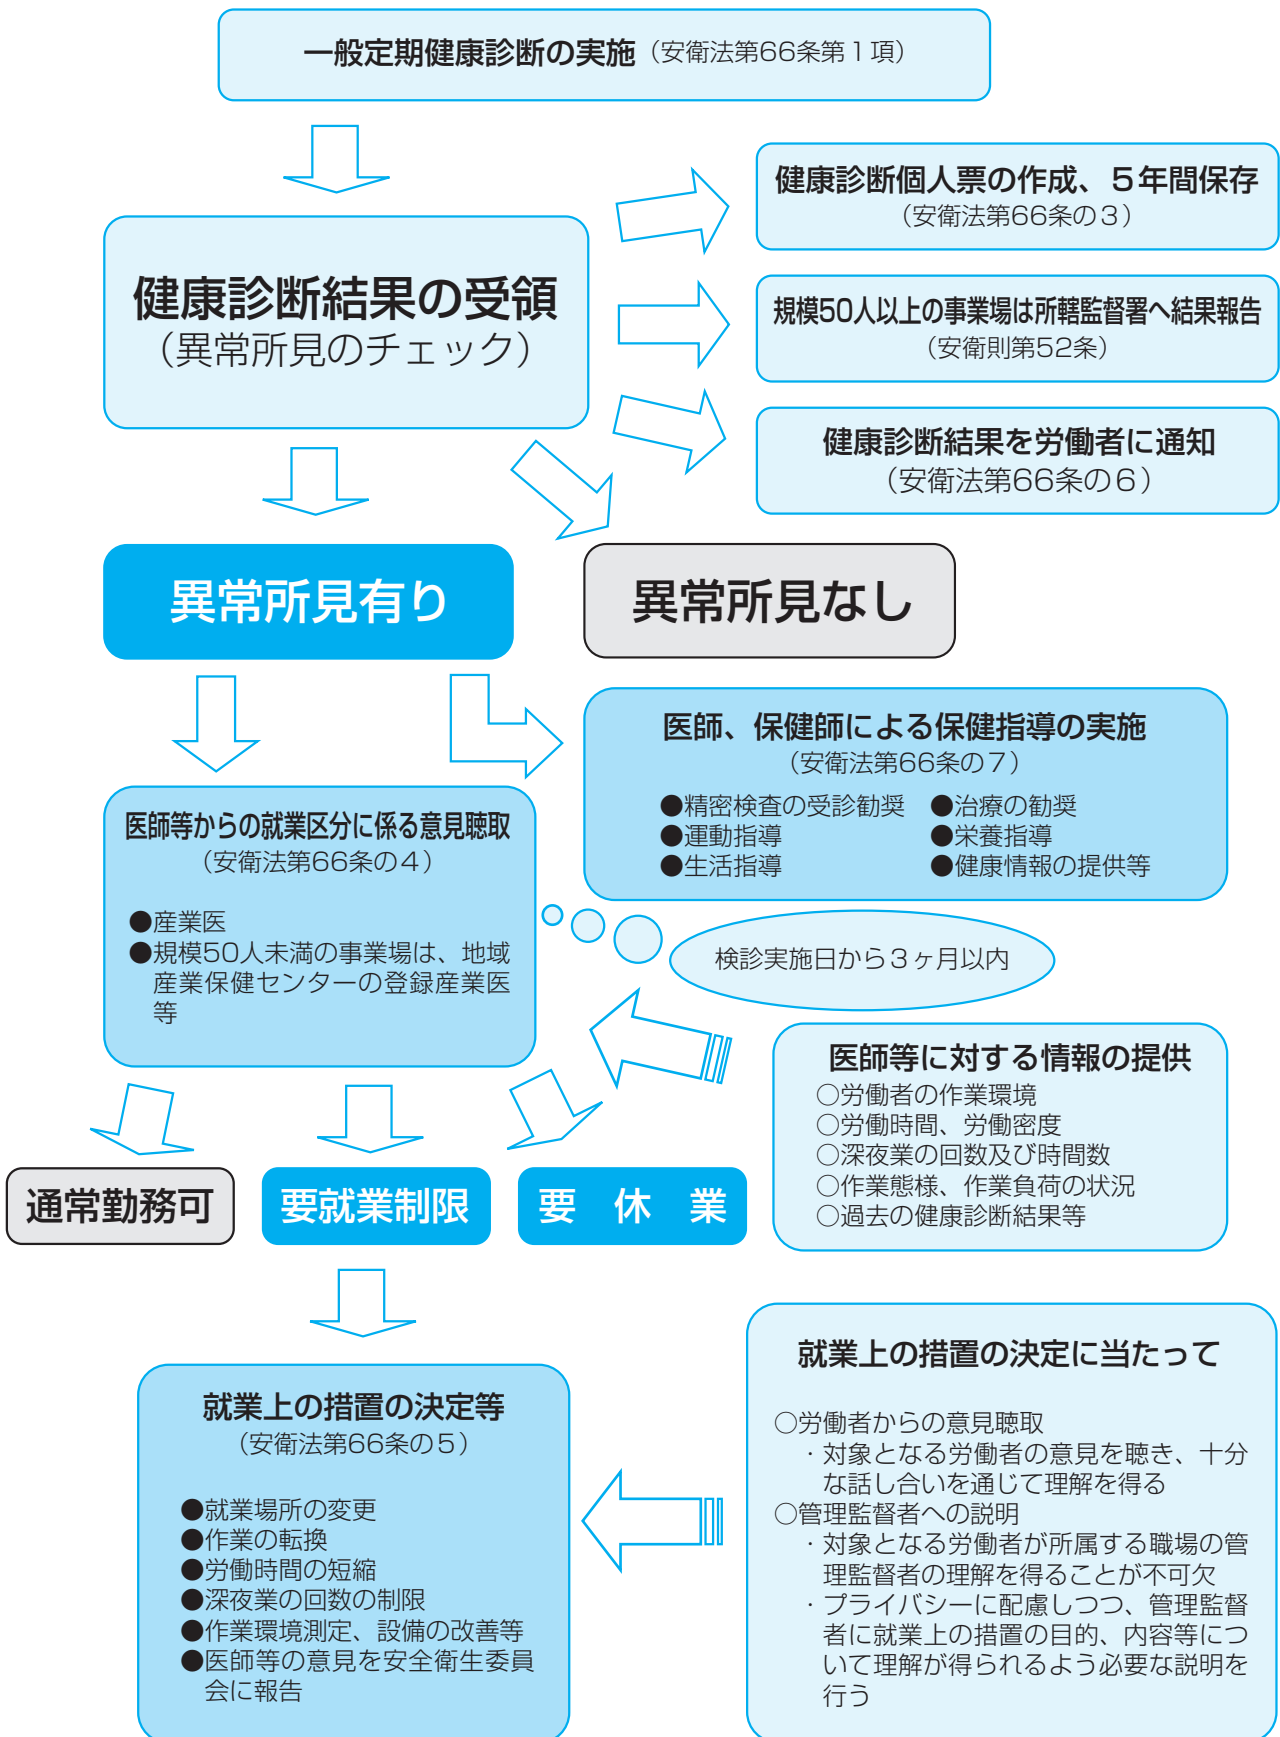 一般定期健康診断の実施（安衛法第66条第１項）
健康診断結果の受領
（異常所見のチェック）
健康診断個人票の作成、５年間保存
（安衛法第66条の３）
規模50人以上の事業場は所轄監督署へ結果報告
（安衛則第52条）
健康診断結果を労働者に通知
（安衛法第66条の６）
異常所見有り
異常所見なし
医師、保健師による保健指導の実施
（安衛法第66条の７）
●精密検査の受診勧奨 ●治療の勧奨
●運動指導 ●栄養指導
●生活指導 ●健康情報の提供等
医師等からの就業区分に係る意見聴取
（安衛法第66条の４）
●産業医
●規模50人未満の事業場は、地域
産業保健センターの登録産業医
等
検診実施日から３ヶ月以内
医師等に対する情報の提供
○労働者の作業環境
○労働時間、労働密度
○深夜業の回数及び時間数
○作業態様、作業負荷の状況
○過去の健康診断結果等
通常勤務可
要就業制限
要　休　業
就業上の措置の決定等
（安衛法第66条の５）
●就業場所の変更
●作業の転換
●労働時間の短縮
●深夜業の回数の制限
●作業環境測定、設備の改善等
●医師等の意見を安全衛生委員
会に報告
就業上の措置の決定に当たって
○労働者からの意見聴取
・対象となる労働者の意見を聴き、十分
な話し合いを通じて理解を得る
○管理監督者への説明
・対象となる労働者が所属する職場の管
理監督者の理解を得ることが不可欠
・プライバシーに配慮しつつ、管理監督
者に就業上の措置の目的、内容等につ
いて理解が得られるよう必要な説明を
行う